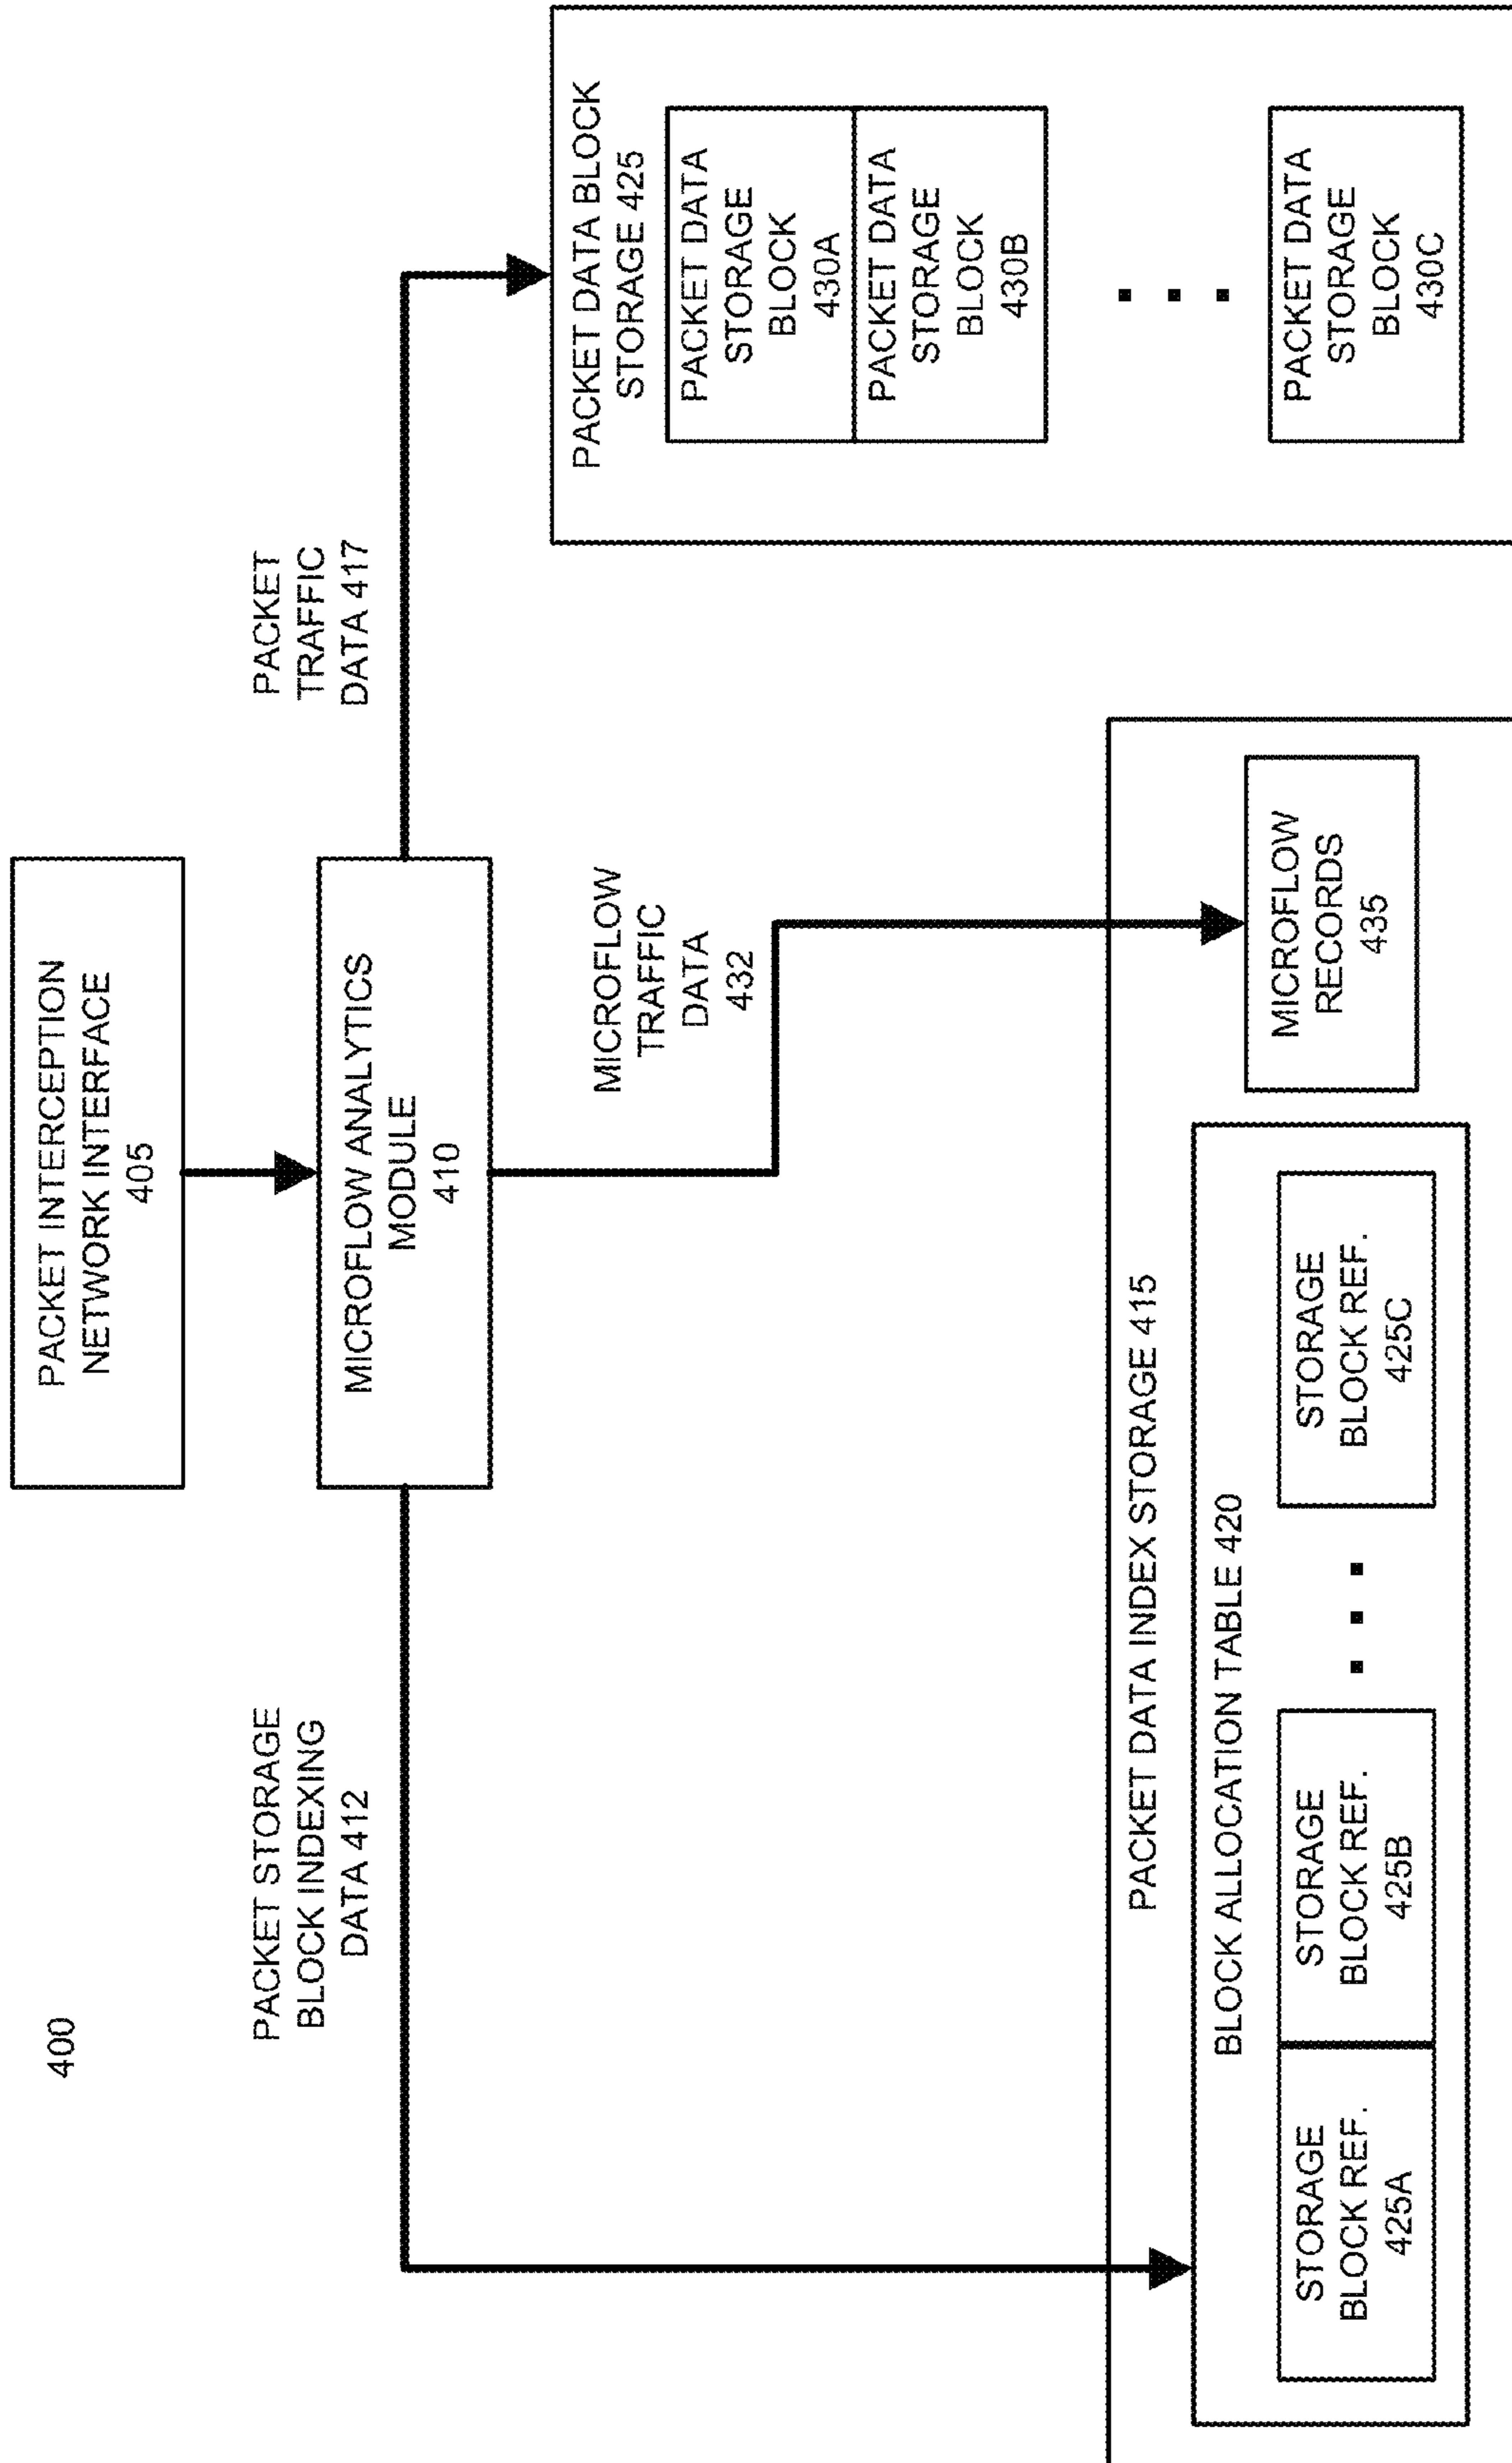 400
PACKET INTERCEPTION
NETWORK INTERFACE
405
MICROFLOW ANALYTICS
MODULE
410
PACKET STORAGE
BLOCK INDEXING
DATA 412
PACKET
TRAFFIC
DATA 417
MICROFLOW
TRAFFIC
DATA
432
PACKET DATA INDEX STORAGE 415
BLOCK ALLOCATION TABLE 420
STORAGE
BLOCK REF.
425A
STORAGE
BLOCK REF.
425B
STORAGE
BLOCK REF.
425C
MICROFLOW
RECORDS
435
PACKET DATA BLOCK
STORAGE 425
PACKET DATA
STORAGE
BLOCK
430A
PACKET DATA
STORAGE
BLOCK
430B
PACKET DATA
STORAGE
BLOCK
430C